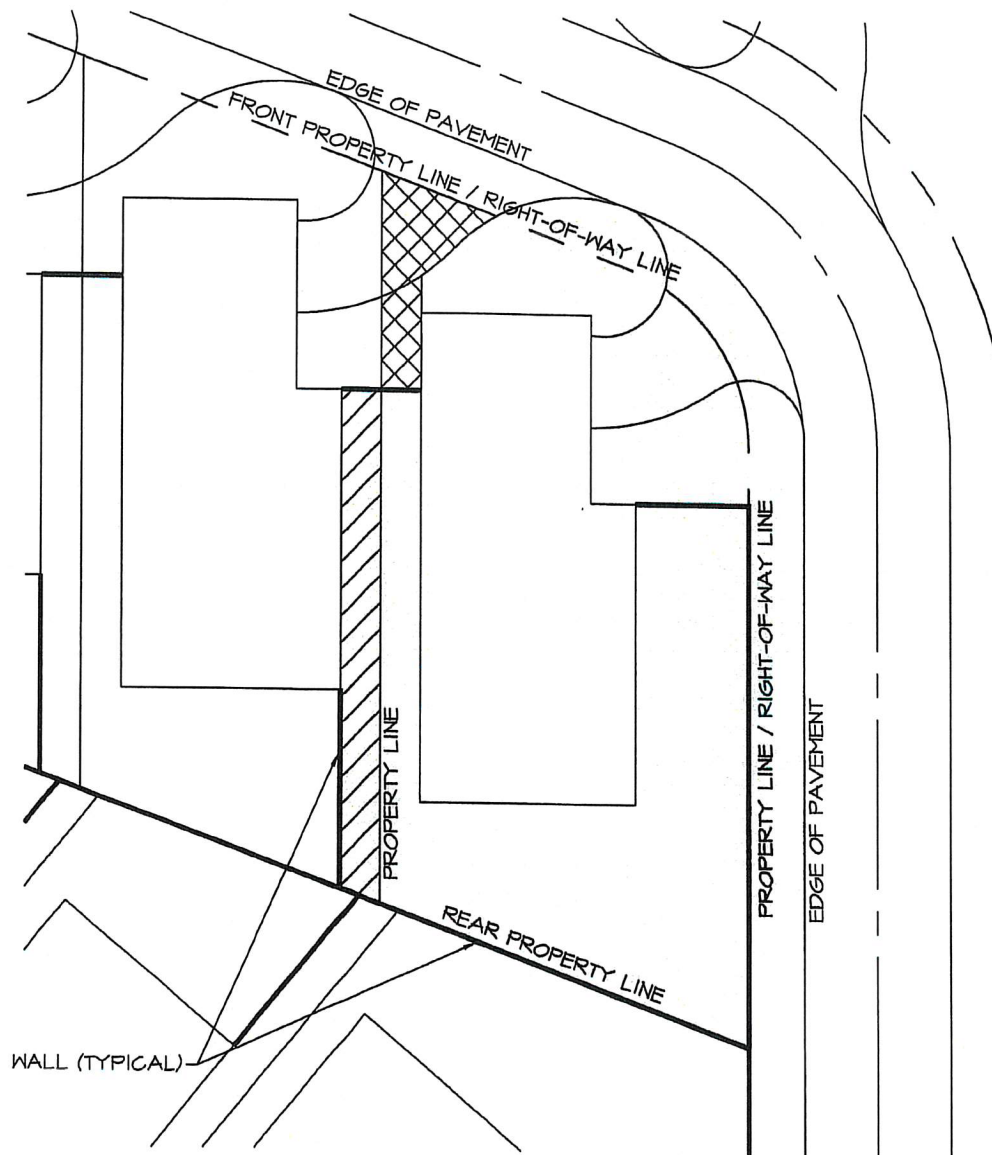 EDGE OF PAVEMENT
FRONT PROPERTY LINE / RIGHT-OF-WAY LINE
PROPERTY LINE / RIGHT-OF-WAY LINE
EDGE OF PAVEMENT
PROPERTY LINE
REAR PROPERTY LINE
WALL (TYPICAL)